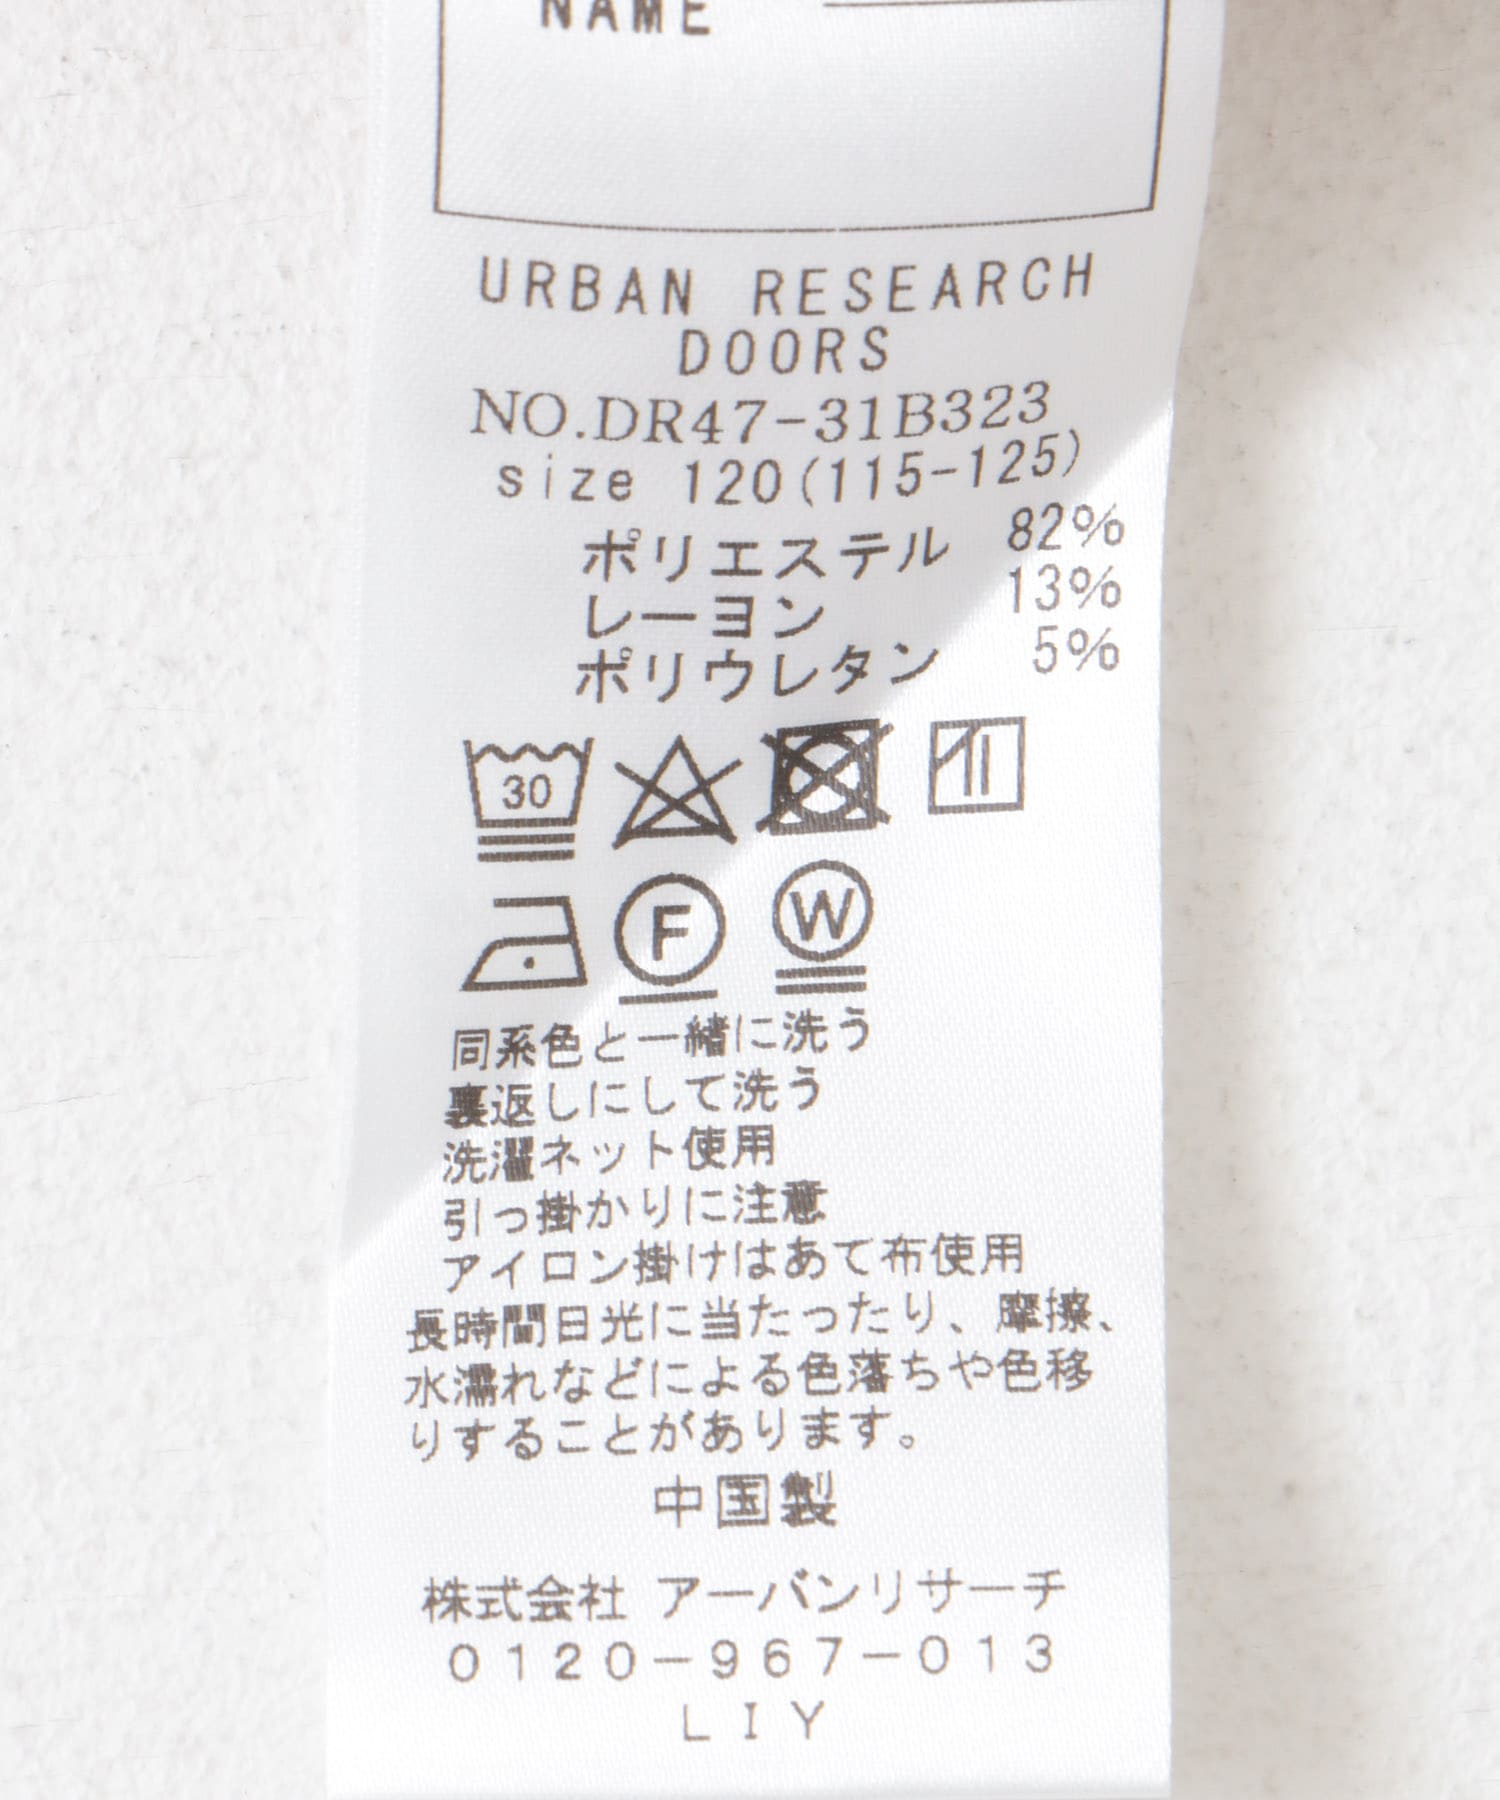 NAME
URBAN RESEARCH
DOORS
NO.DR47-31B323
size 120(115-125)
ポリエステル 82%
レーヨン 13%
ポリウレタン 5%
30
F W
同系色と一緒に洗う
裏返しにして洗う
洗濯ネット使用
引っ掛かりに注意
アイロン掛けはあて布使用
長時間日光に当たったり、摩擦、
水濡れなどによる色落ちや色移
りすることがあります。
中国製
株式会社 アーバンリサーチ
0120-967-013
LIY